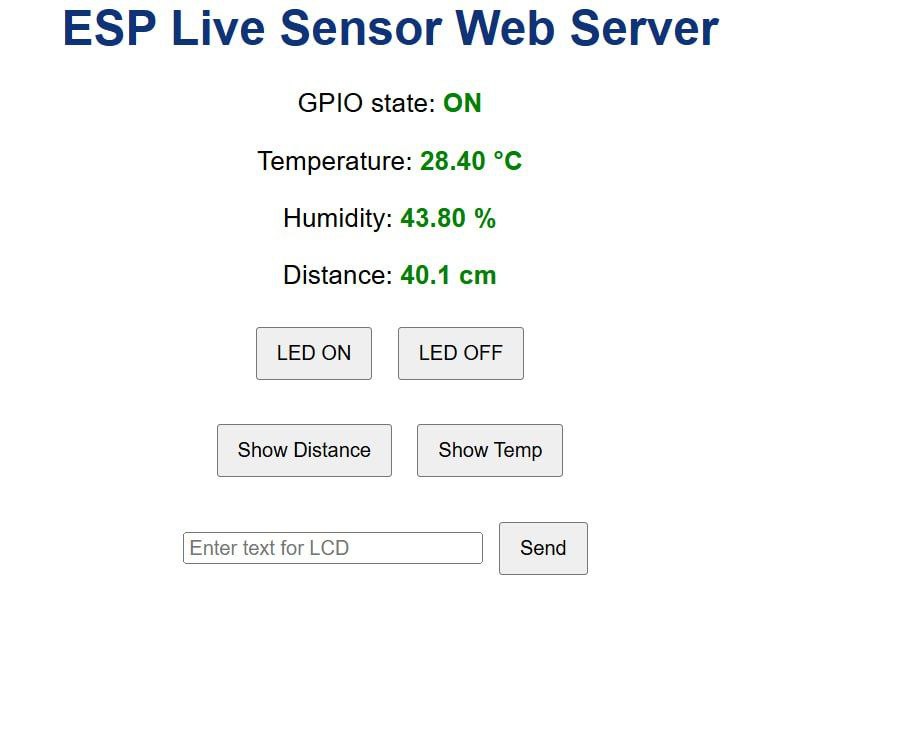 ESP Live Sensor Web Server
GPIO state: ON
Temperature: 28.40 °C
Humidity: 43.80 %
Distance: 40.1 cm
LED ON LED OFF
Show Distance Show Temp
Enter text for LCD Send